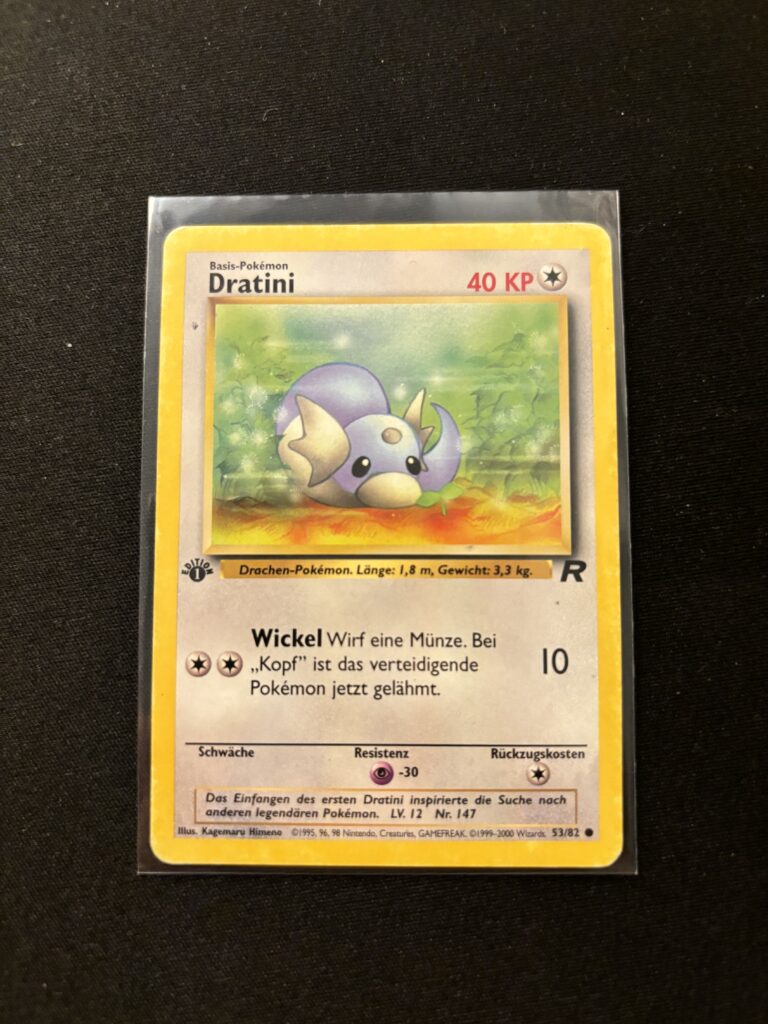 Basis-Pokémon
Dratini
40 KP
EDITION
1
Drachen-Pokémon. Länge: 1,8 m, Gewicht: 3,3 kg.
R
Wickel Wirf eine Münze. Bei
„Kopf” ist das verteidigende
Pokémon jetzt gelähmt.
10
Schwäche Resistenz Rückzugskosten
-30
Das Einfangen des ersten Dratini inspirierte die Suche nach
anderen legendären Pokémon. LV. 12 Nr. 147
Illus. Kagemaru Himeno ©1995, 96, 98 Nintendo, Creatures, GAMEFREAK. ©1999-2000 Wizards. 53/82